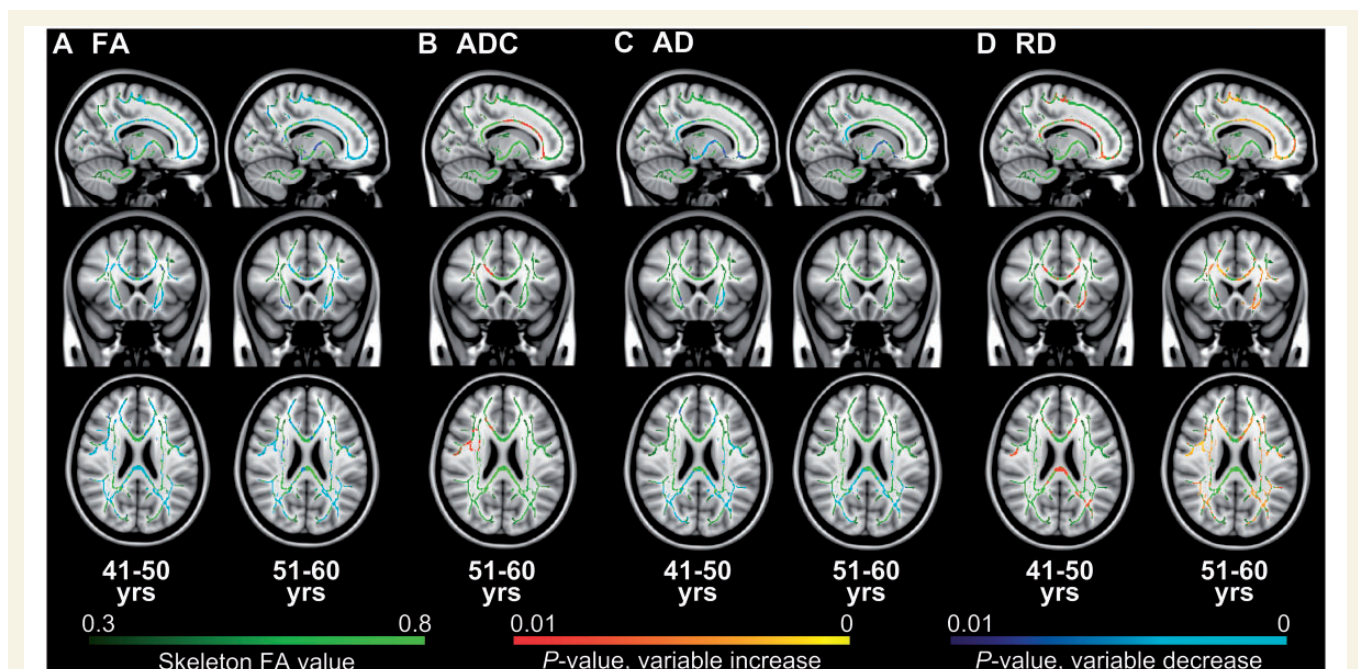 A FA B ADC C AD D RD
41-50 51-60 51-60 41-50 51-60 41-50 51-60
yrs yrs yrs yrs yrs yrs yrs
0.3 0.8 0.01 0 0.01 0
Skeleton FA value P-value, variable increase P-value, variable decrease